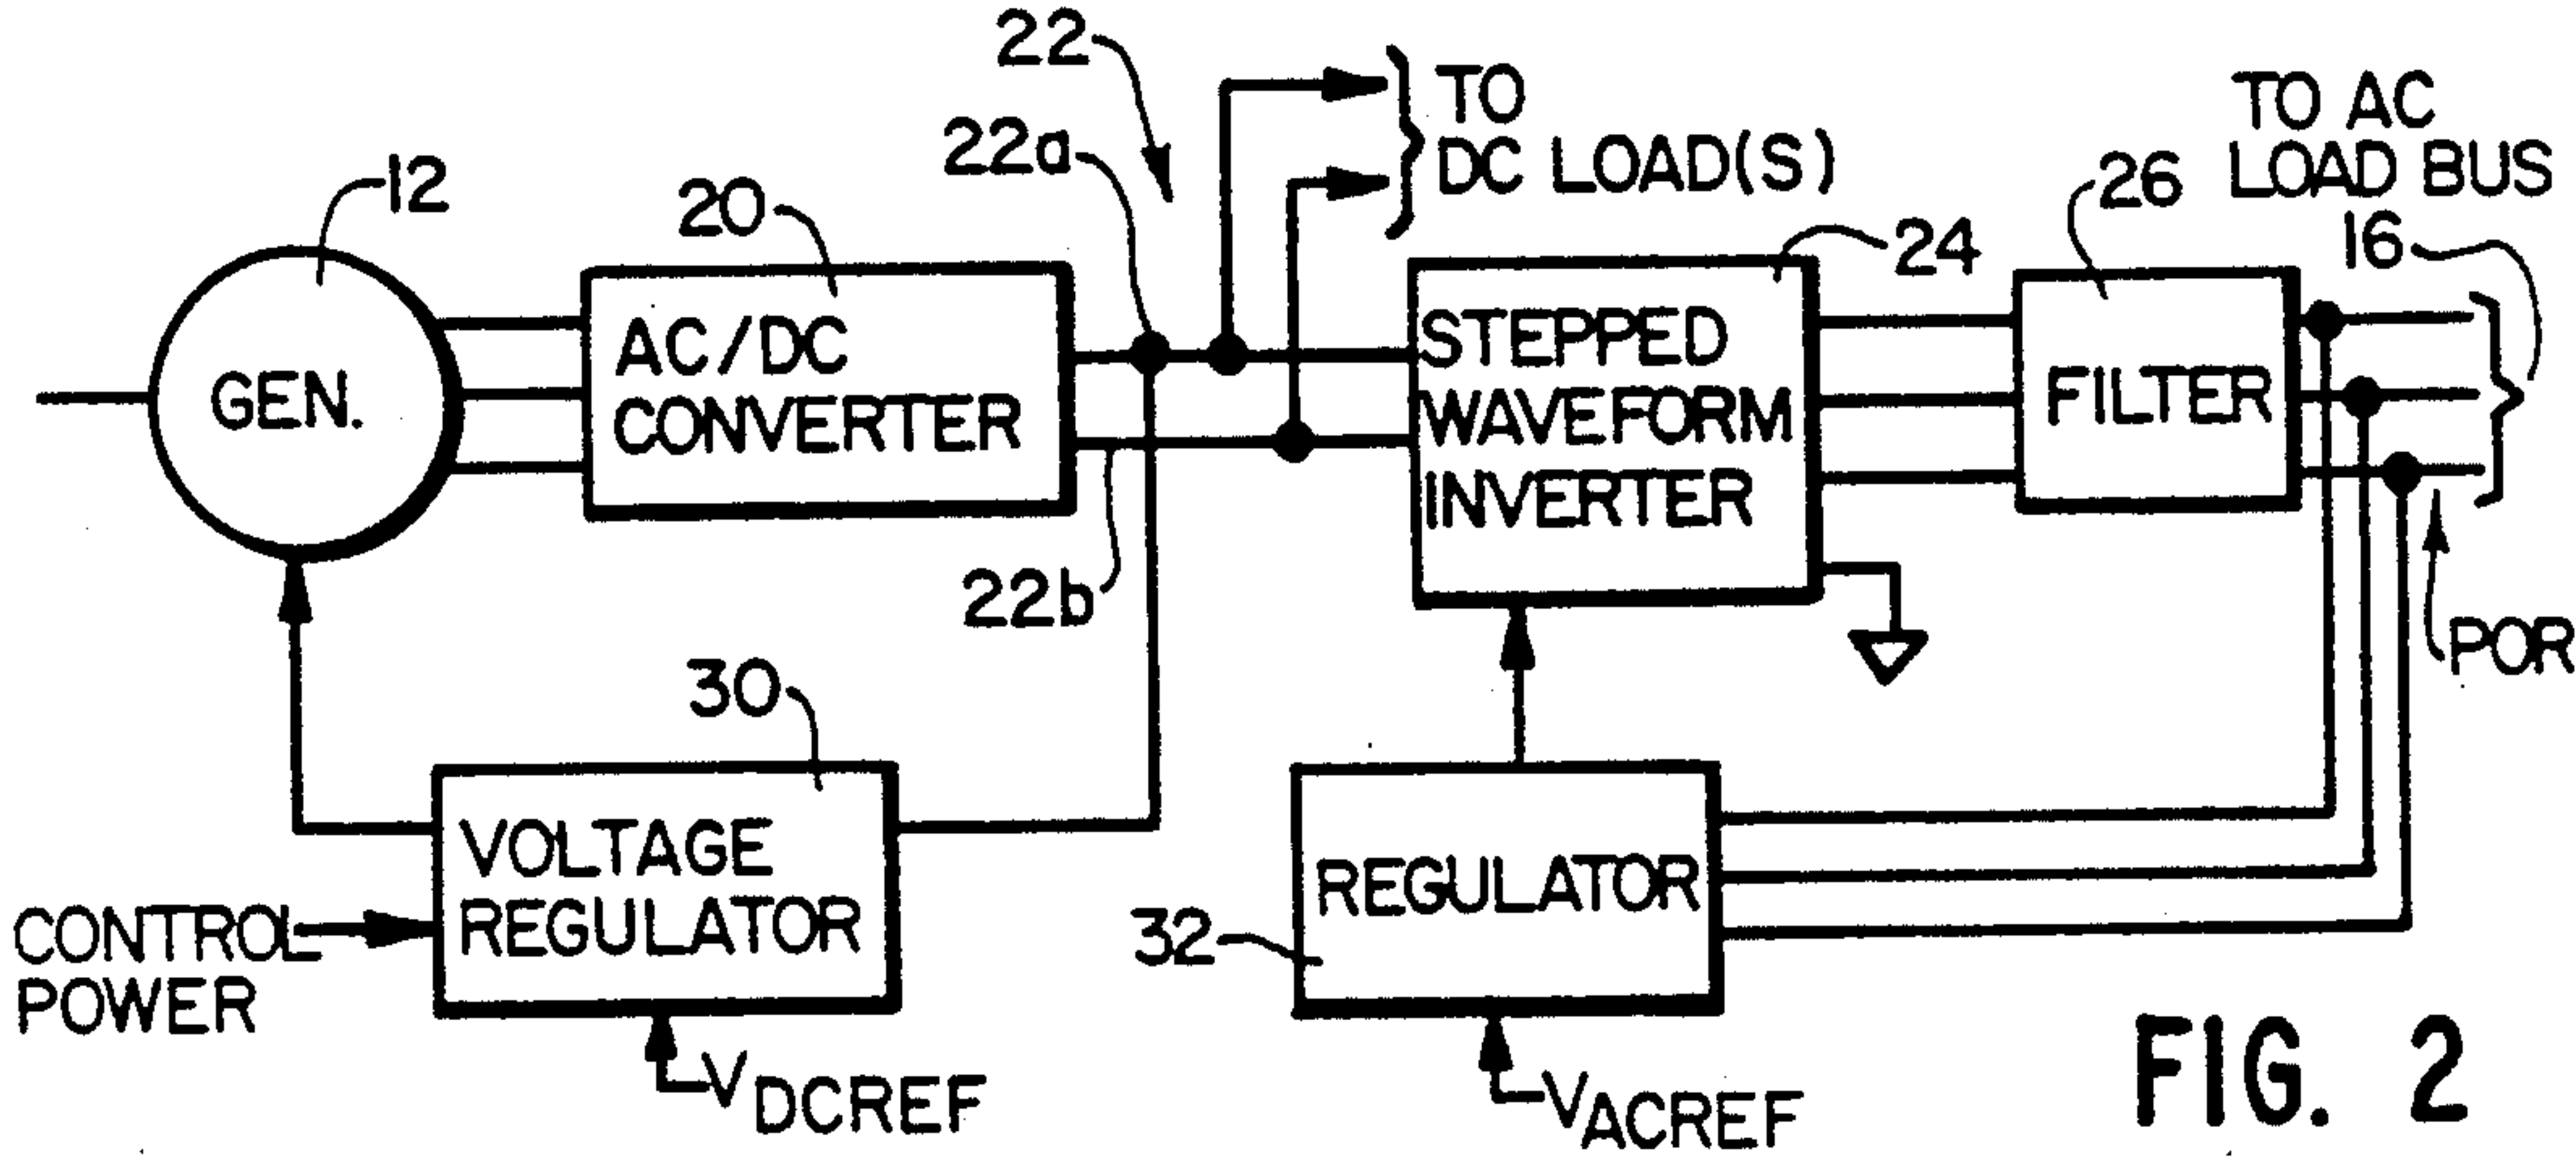 22
22a
TO
DC LOAD(S)
TO AC
LOAD BUS
16
12
20
24
26
GEN.
AC/DC
CONVERTER
STEPPED
WAVEFORM
INVERTER
FILTER
22b
POR
30
VOLTAGE
REGULATOR
CONTROL
POWER
VDCREF
REGULATOR
32
VACREF
FIG. 2